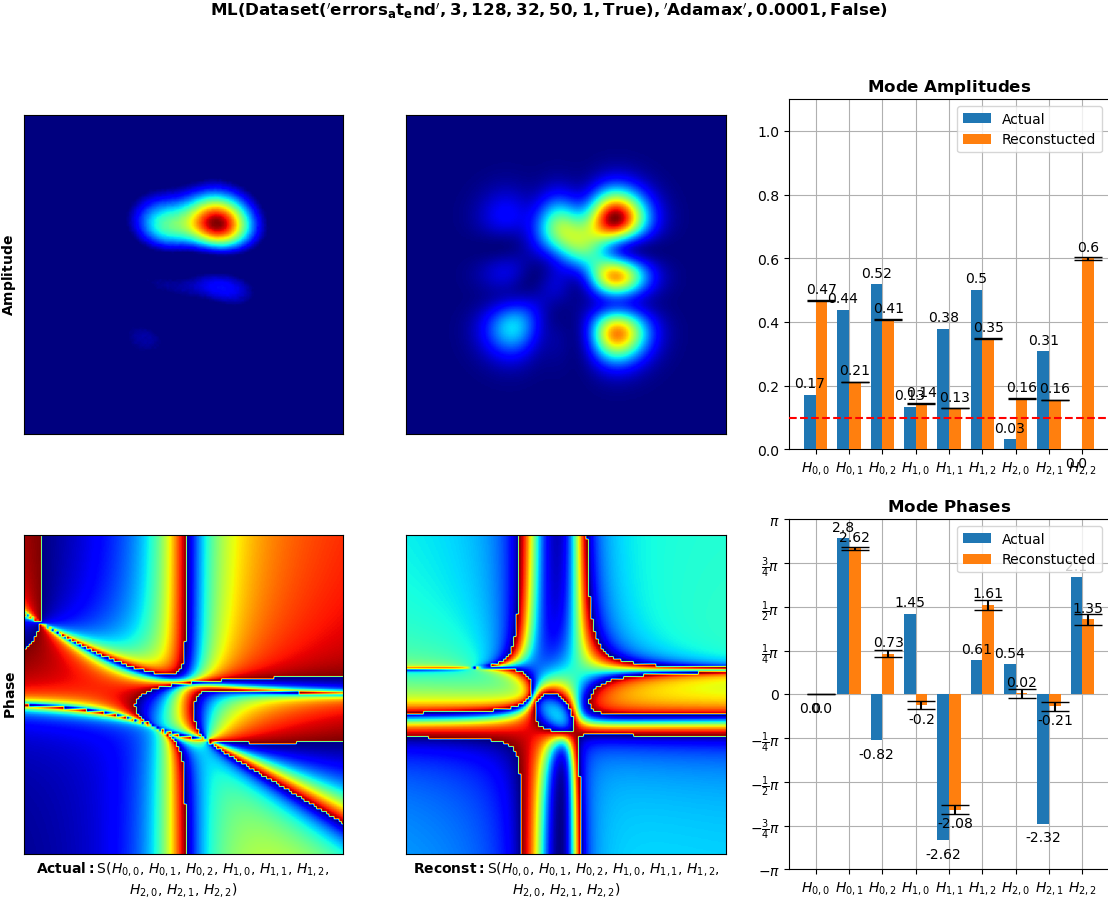 ML(Dataset('errors_at_end', 3, 128, 32, 50, 1, True), 'Adamax', 0.0001, False)
Amplitude
Mode Amplitudes
Actual
Reconstucted
1.0
0.8
0.6
0.4
0.2
0.0
0.17
0.47
0.44
0.21
0.52
0.41
0.13
0.14
0.38
0.13
0.5
0.35
0.03
0.16
0.31
0.16
0.0
0.6
H0,0 H0,1 H0,2 H1,0 H1,1 H1,2 H2,0 H2,1 H2,2
Phase
Actual: S(H0,0, H0,1, H0,2, H1,0, H1,1, H1,2,
H2,0, H2,1, H2,2)
Reconst: S(H0,0, H0,1, H0,2, H1,0, H1,1, H1,2,
H2,0, H2,1, H2,2)
Mode Phases
Actual
Reconstucted
π
3/4π
1/2π
1/4π
0
−1/4π
−1/2π
−3/4π
−π
0.0
0.0
2.8
2.62
-0.82
0.73
1.45
-0.2
-2.62
-2.08
0.61
1.61
0.54
0.02
-2.32
-0.21
1.35
H0,0 H0,1 H0,2 H1,0 H1,1 H1,2 H2,0 H2,1 H2,2